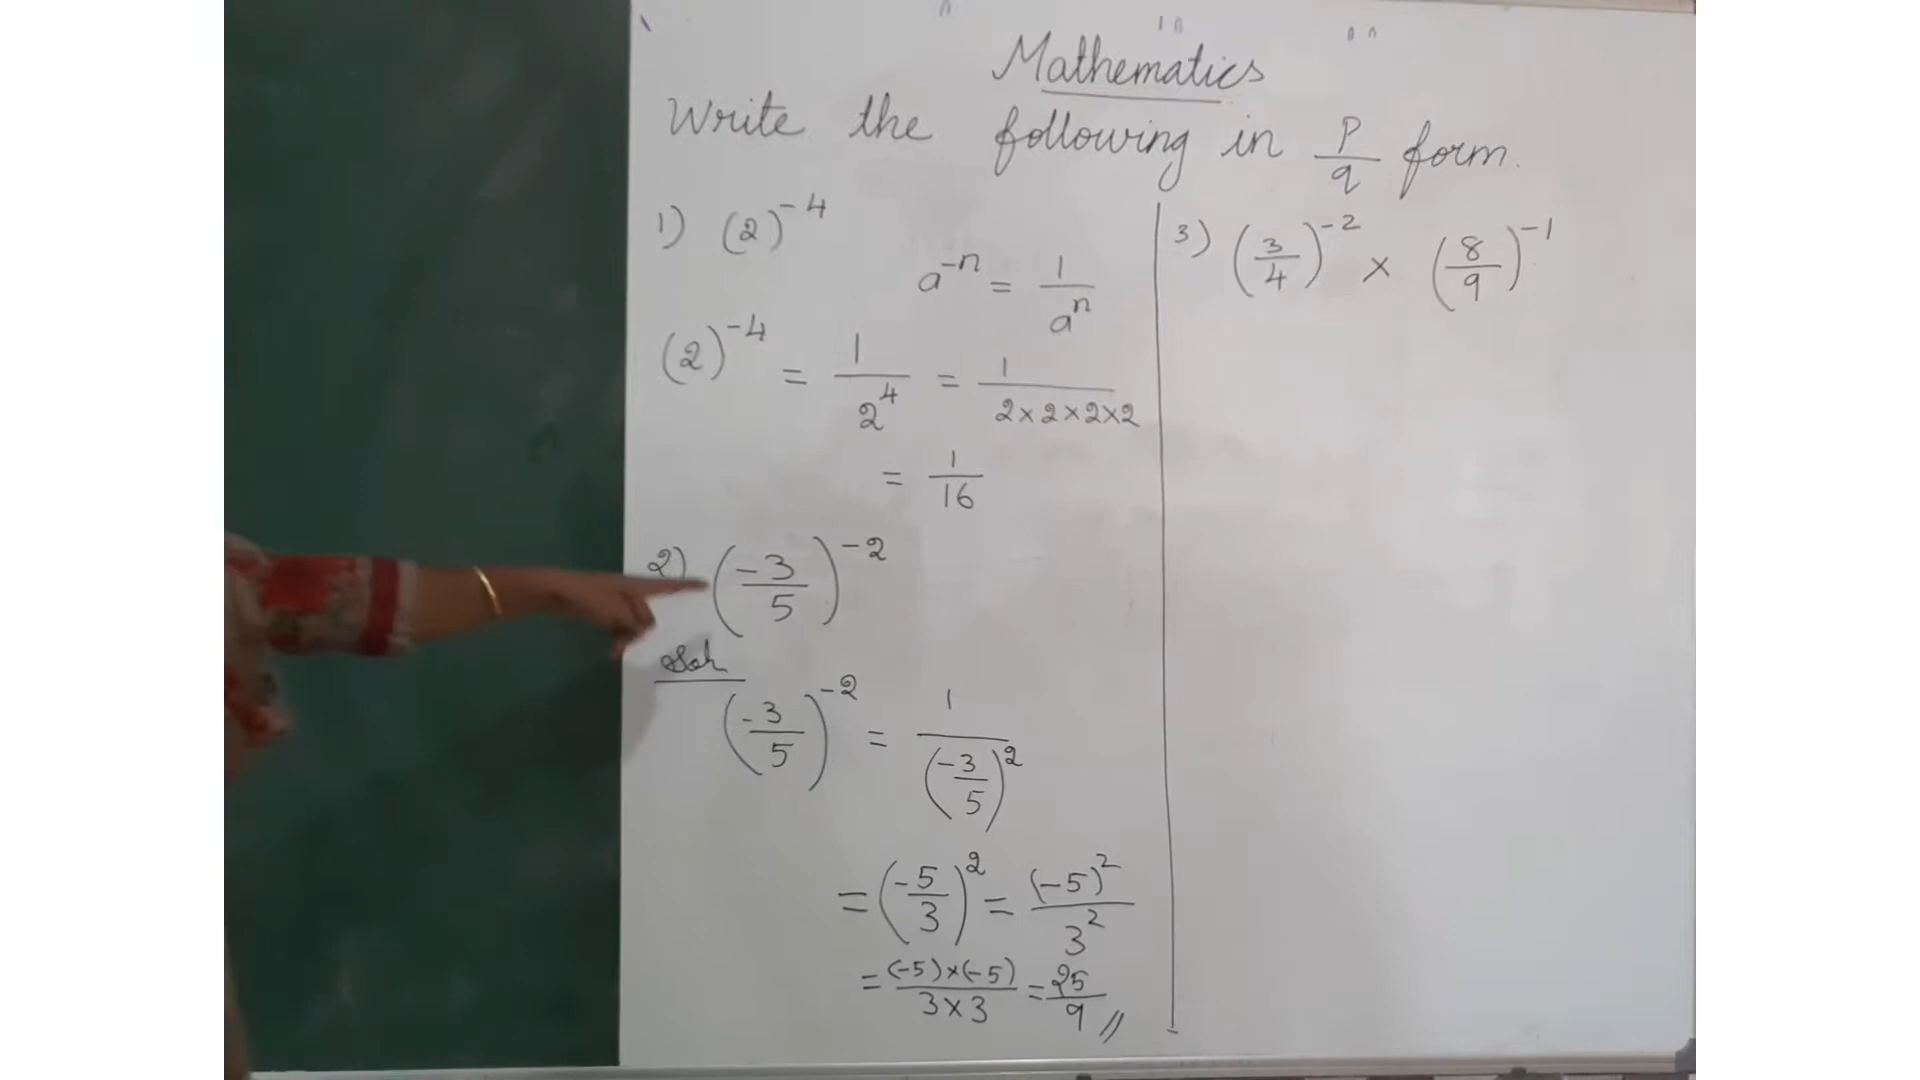 Mathematics
Write the following in p/q form.
1) (2)^-4
a^-n = 1/a^n
(2)^-4 = 1/2^4 = 1/2×2×2×2
= 1/16
2) (-3/5)^-2
Soln
(-3/5)^-2 = 1/(-3/5)^2
= (-5/3)^2 = (-5)^2/3^2
= (-5)×(-5)/3×3 = 25/9 //
3) (3/4)^-2 × (8/9)^-1